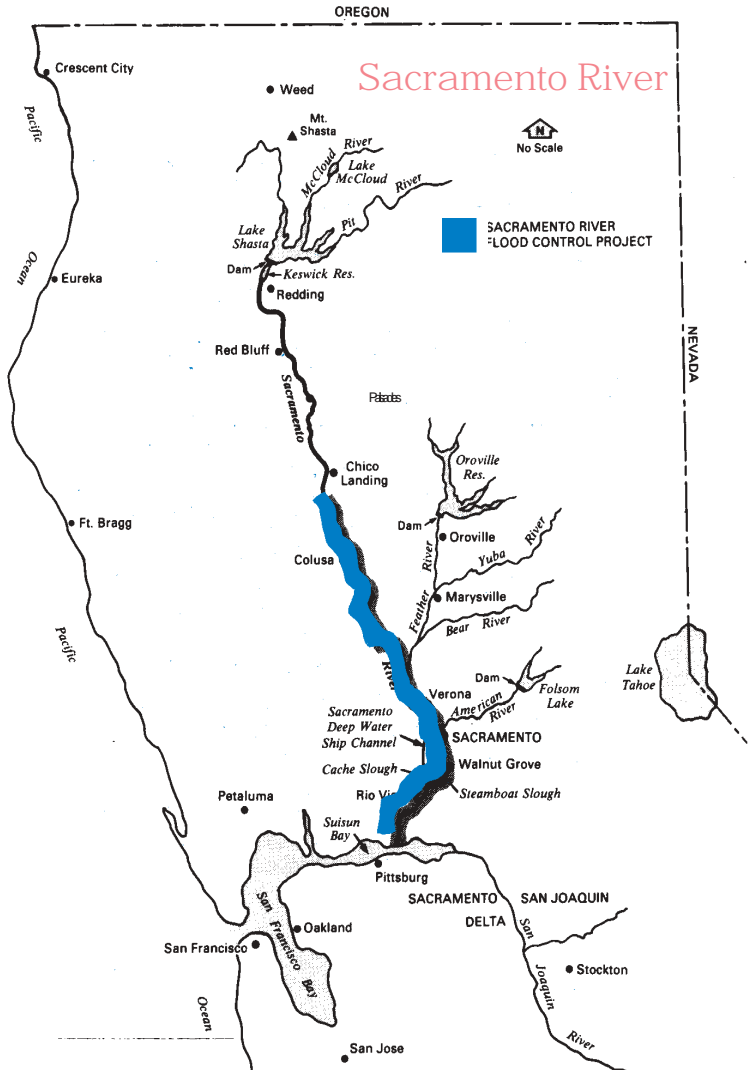 OREGON
Crescent City
Weed
Sacramento River
Pacific
Mt.
Shasta
N
No Scale
McCloud River
Lake
McCloud
Pit River
Lake
Shasta
SACRAMENTO RIVER
FLOOD CONTROL PROJECT
Ocean
Dam
Keswick Res.
Eureka
Redding
NEVADA
Red Bluff
Sacramento
Palisades
Chico
Landing
Oroville
Res.
Ft. Bragg
Dam
Oroville
Colusa
Feather River
Yuba River
Marysville
Bear River
Pacific
River
Lake
Tahoe
Dam
Folsom
Lake
Verona
American
River
Sacramento
Deep Water
Ship Channel
SACRAMENTO
Cache Slough
Walnut Grove
Petaluma
Rio
Steamboat Slough
Suisun
Bay
Pittsburg
SACRAMENTO
DELTA
SAN JOAQUIN
San Francisco Bay
Oakland
San Francisco
San
Joaquin
River
Stockton
Ocean
San Jose